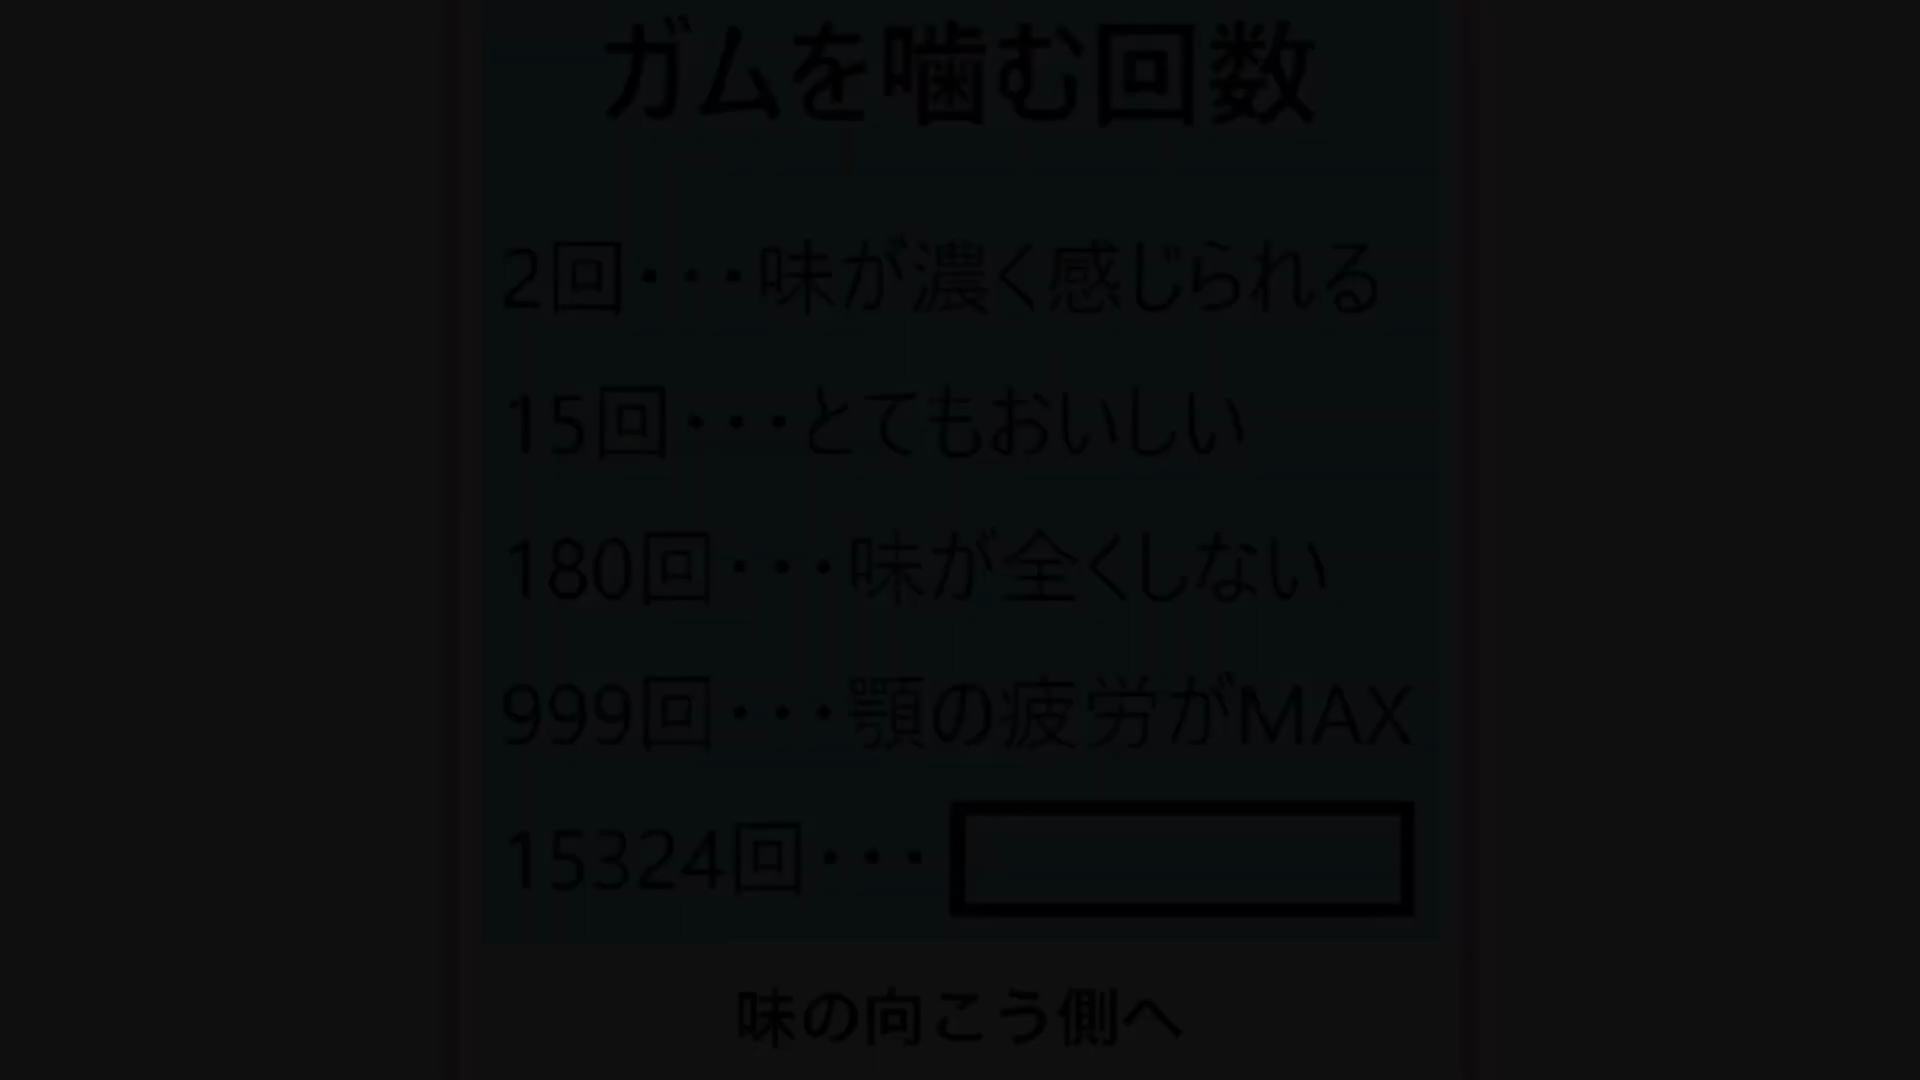 ガムを噛む回数
2回・・・味が濃く感じられる
15回・・・とてもおいしい
180回・・・味が全くしない
999回・・・顎の疲労がMAX
15324回・・・
味の向こう側へ